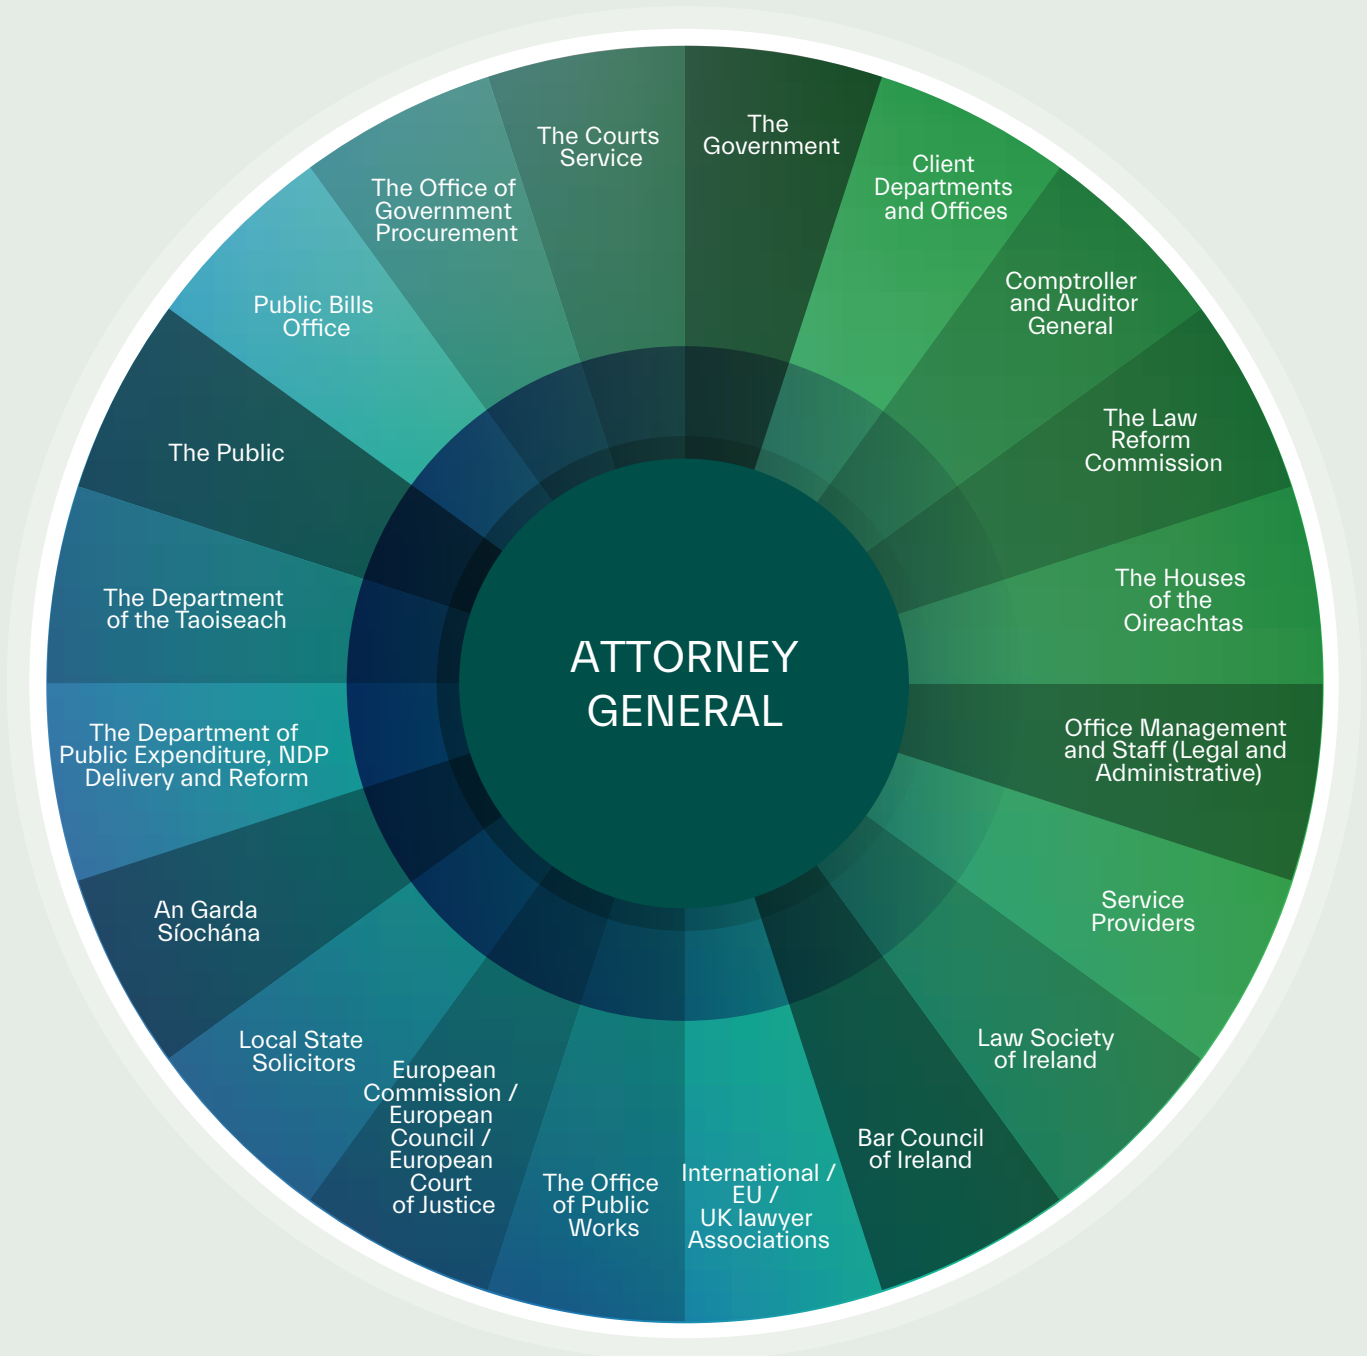 The
Government
Client
Departments
and Offices
Comptroller
and Auditor
General
The Law
Reform
Commission
The Houses
of the
Oireachtas
Office Management
and Staff (Legal and
Administrative)
Service
Providers
Law Society
of Ireland
Bar Council
of Ireland
International /
EU /
UK lawyer
Associations
The Office
of Public
Works
European
Commission /
European
Council /
European
Court
of Justice
Local State
Solicitors
An Garda
Síochána
The Department of
Public Expenditure, NDP
Delivery and Reform
The Department
of the Taoiseach
The Public
Public Bills
Office
The Office of
Government
Procurement
The Courts
Service
ATTORNEY
GENERAL